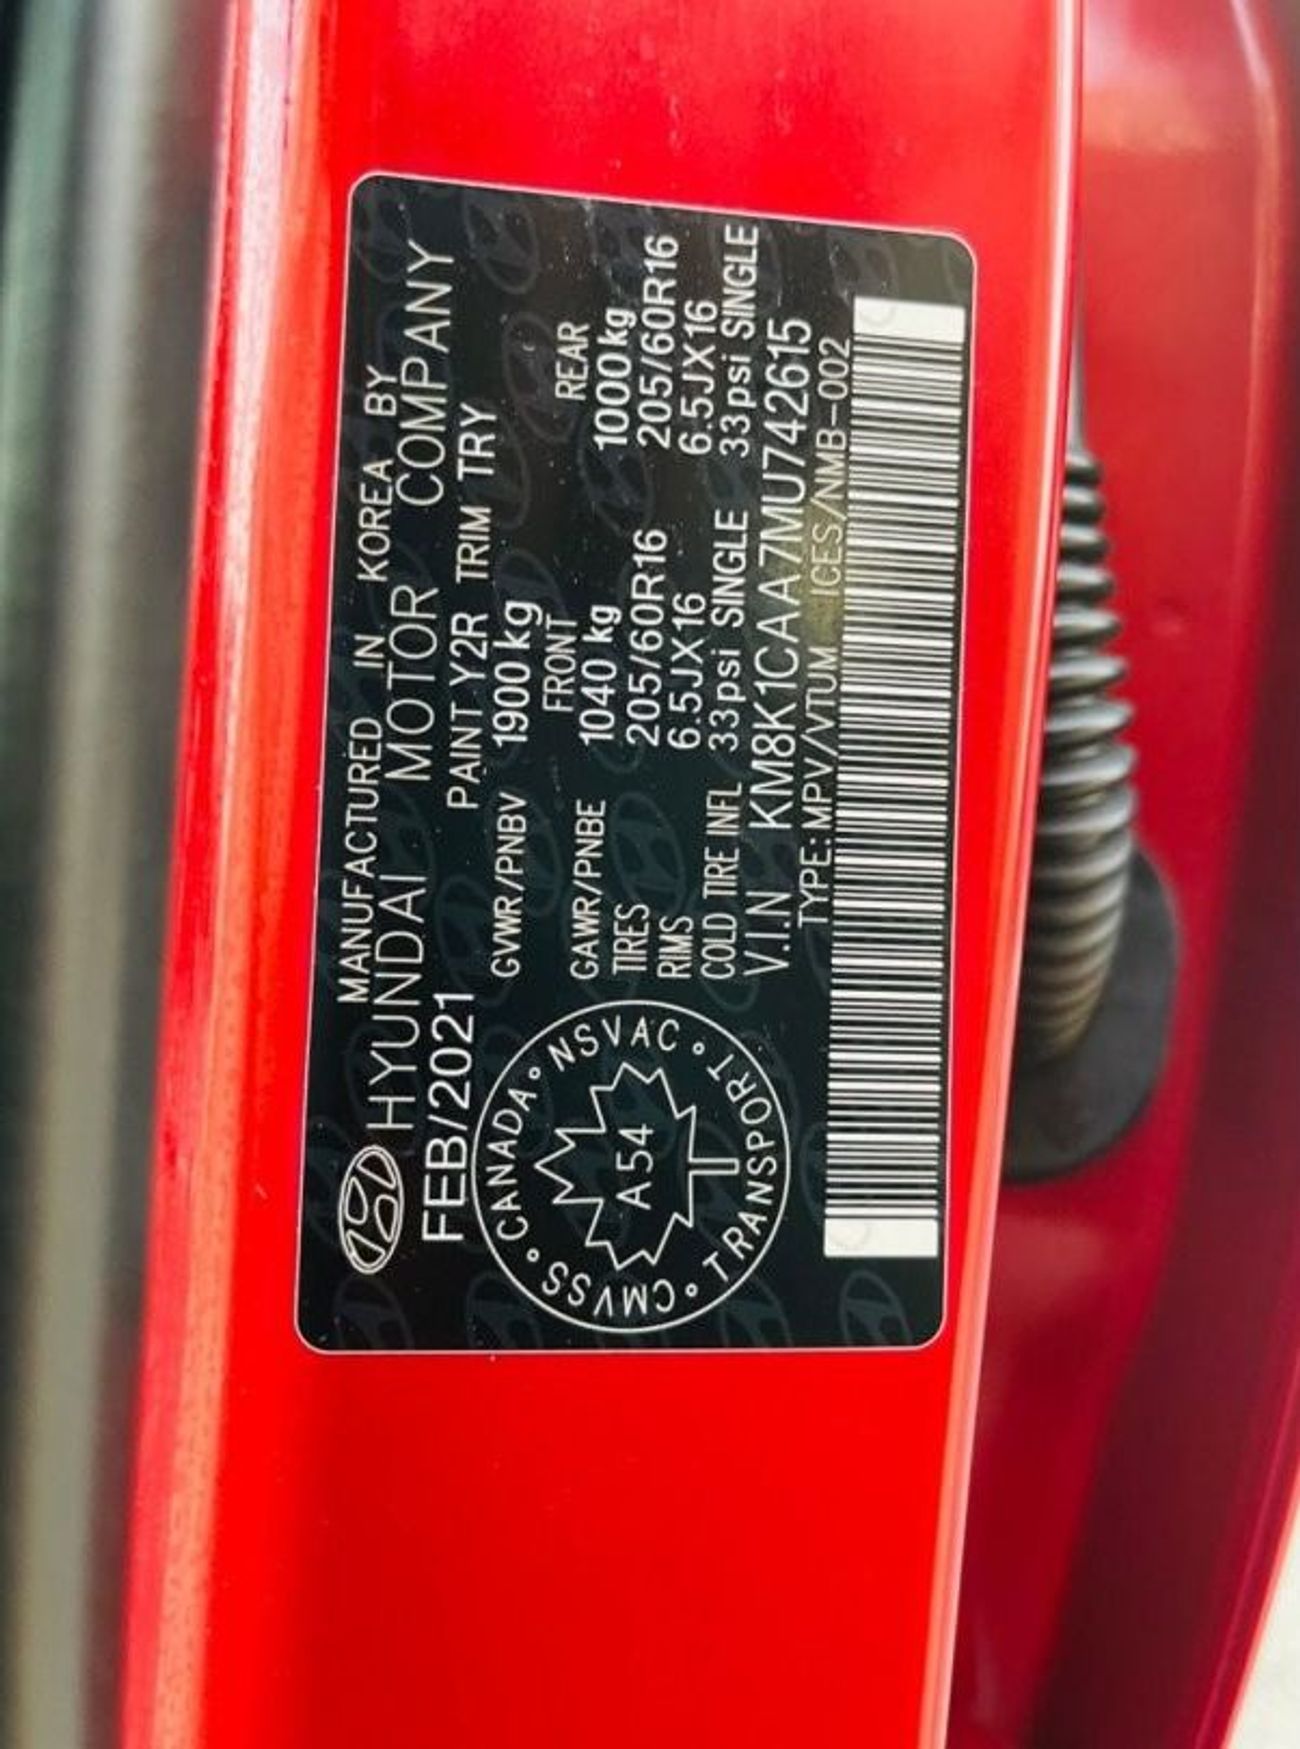 MANUFACTURED IN KOREA BY
HYUNDAI MOTOR COMPANY
FEB/2021 PAINT Y2R TRIM TRY
GVWR/PNBV 1900kg
FRONT REAR
GAWR/PNBE 1040 kg 1000kg
TIRES 205/60R16 205/60R16
RIMS 6.5JX16 6.5JX16
COLD TIRE INFL 33psi SINGLE 33psi SINGLE
V.I.N KM8K1CAA7MU742615
TYPE: MPV/VTUM ICES/NMB-002
CANADA • NSVAC • TRANSPORT • CMVSS •
A54